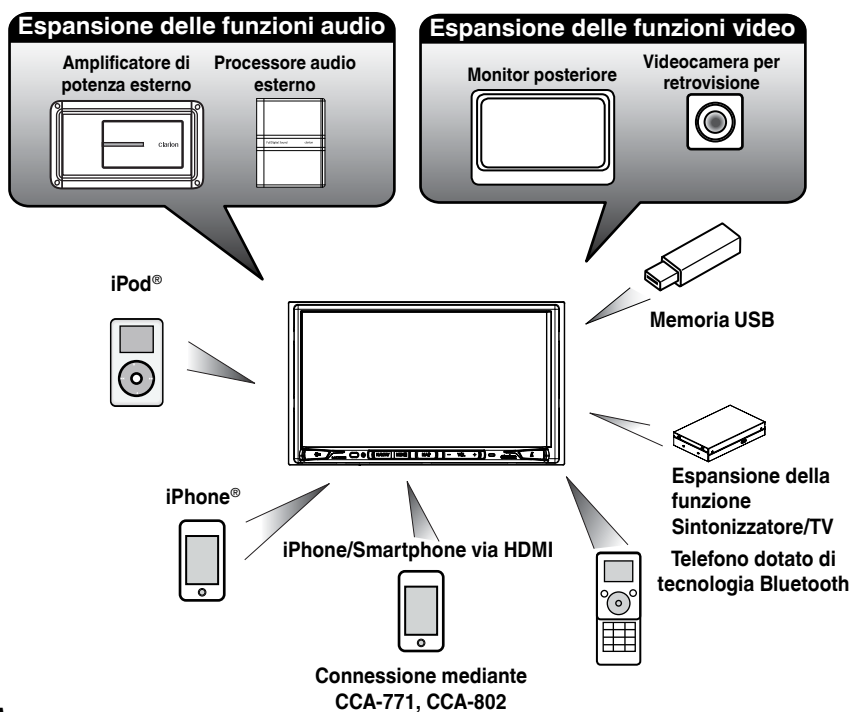 Espansione delle funzioni audio
Amplificatore di
potenza esterno
Processore audio
esterno
Clarion
Espansione delle funzioni video
Monitor posteriore
Videocamera per
retrovisione
iPod®
Memoria USB
Espansione della
funzione
Sintonizzatore/TV
iPhone®
iPhone/Smartphone via HDMI
Telefono dotato di
tecnologia Bluetooth
Connessione mediante
CCA-771, CCA-802